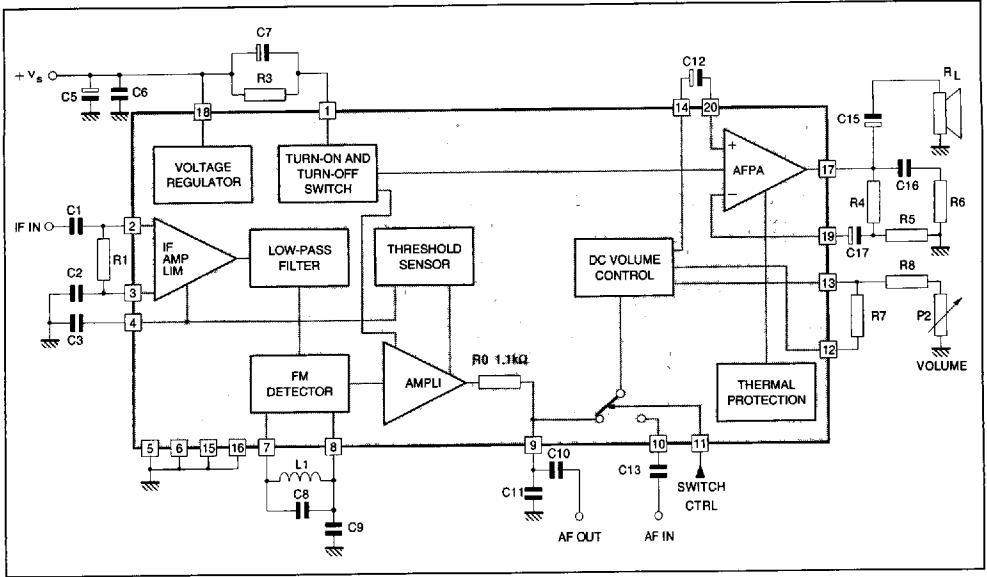 C7
+ Vs
R3
C5
C6
C12
RL
C15
18
1
14
20
VOLTAGE
REGULATOR
TURN-ON AND
TURN-OFF
SWITCH
+
AFPA
−
17
C16
R4
R6
19
C17
R5
IF IN
C1
2
R1
IF
AMP
LIM
LOW-PASS
FILTER
THRESHOLD
SENSOR
DC VOLUME
CONTROL
13
R8
C2
3
C3
4
R7
P2
12
VOLUME
FM
DETECTOR
AMPLI
R0 1.1kΩ
THERMAL
PROTECTION
5
6
15
16
7
8
9
10
11
L1
C8
C9
C10
C11
C13
SWITCH
CTRL
AF OUT
AF IN